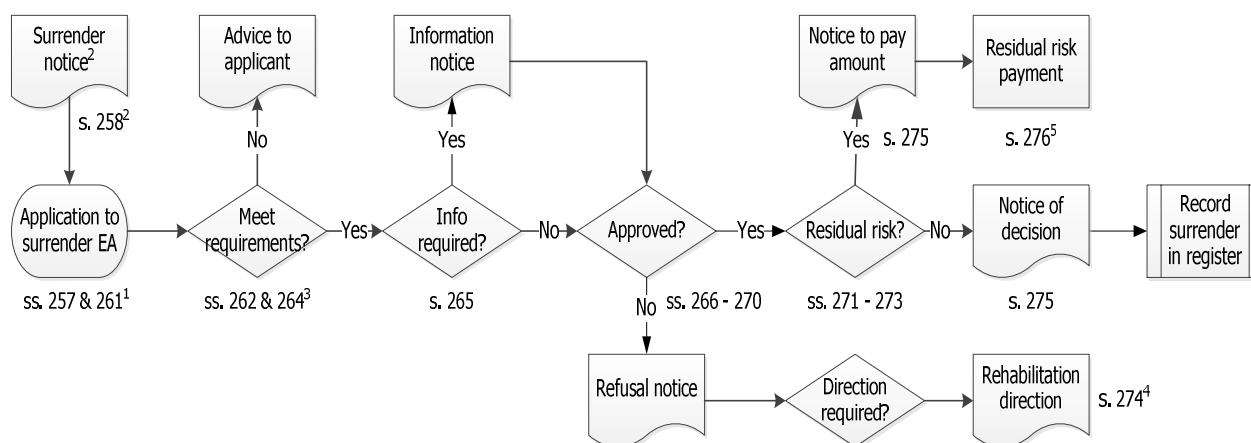 Surrender
notice²
Advice to
applicant
Information
notice
Notice to pay
amount
Residual risk
payment
s. 258²
No
Yes
Yes
s. 275
s. 276⁵
Application to
surrender EA
Meet
requirements?
Yes
Info
required?
No
Approved?
Yes
Residual risk?
No
Notice of
decision
Record
surrender
in register
ss. 257 & 261¹
ss. 262 & 264³
s. 265
No
ss. 266 - 270
ss. 271 - 273
s. 275
Refusal notice
Direction
required?
Rehabilitation
direction
s. 274⁴